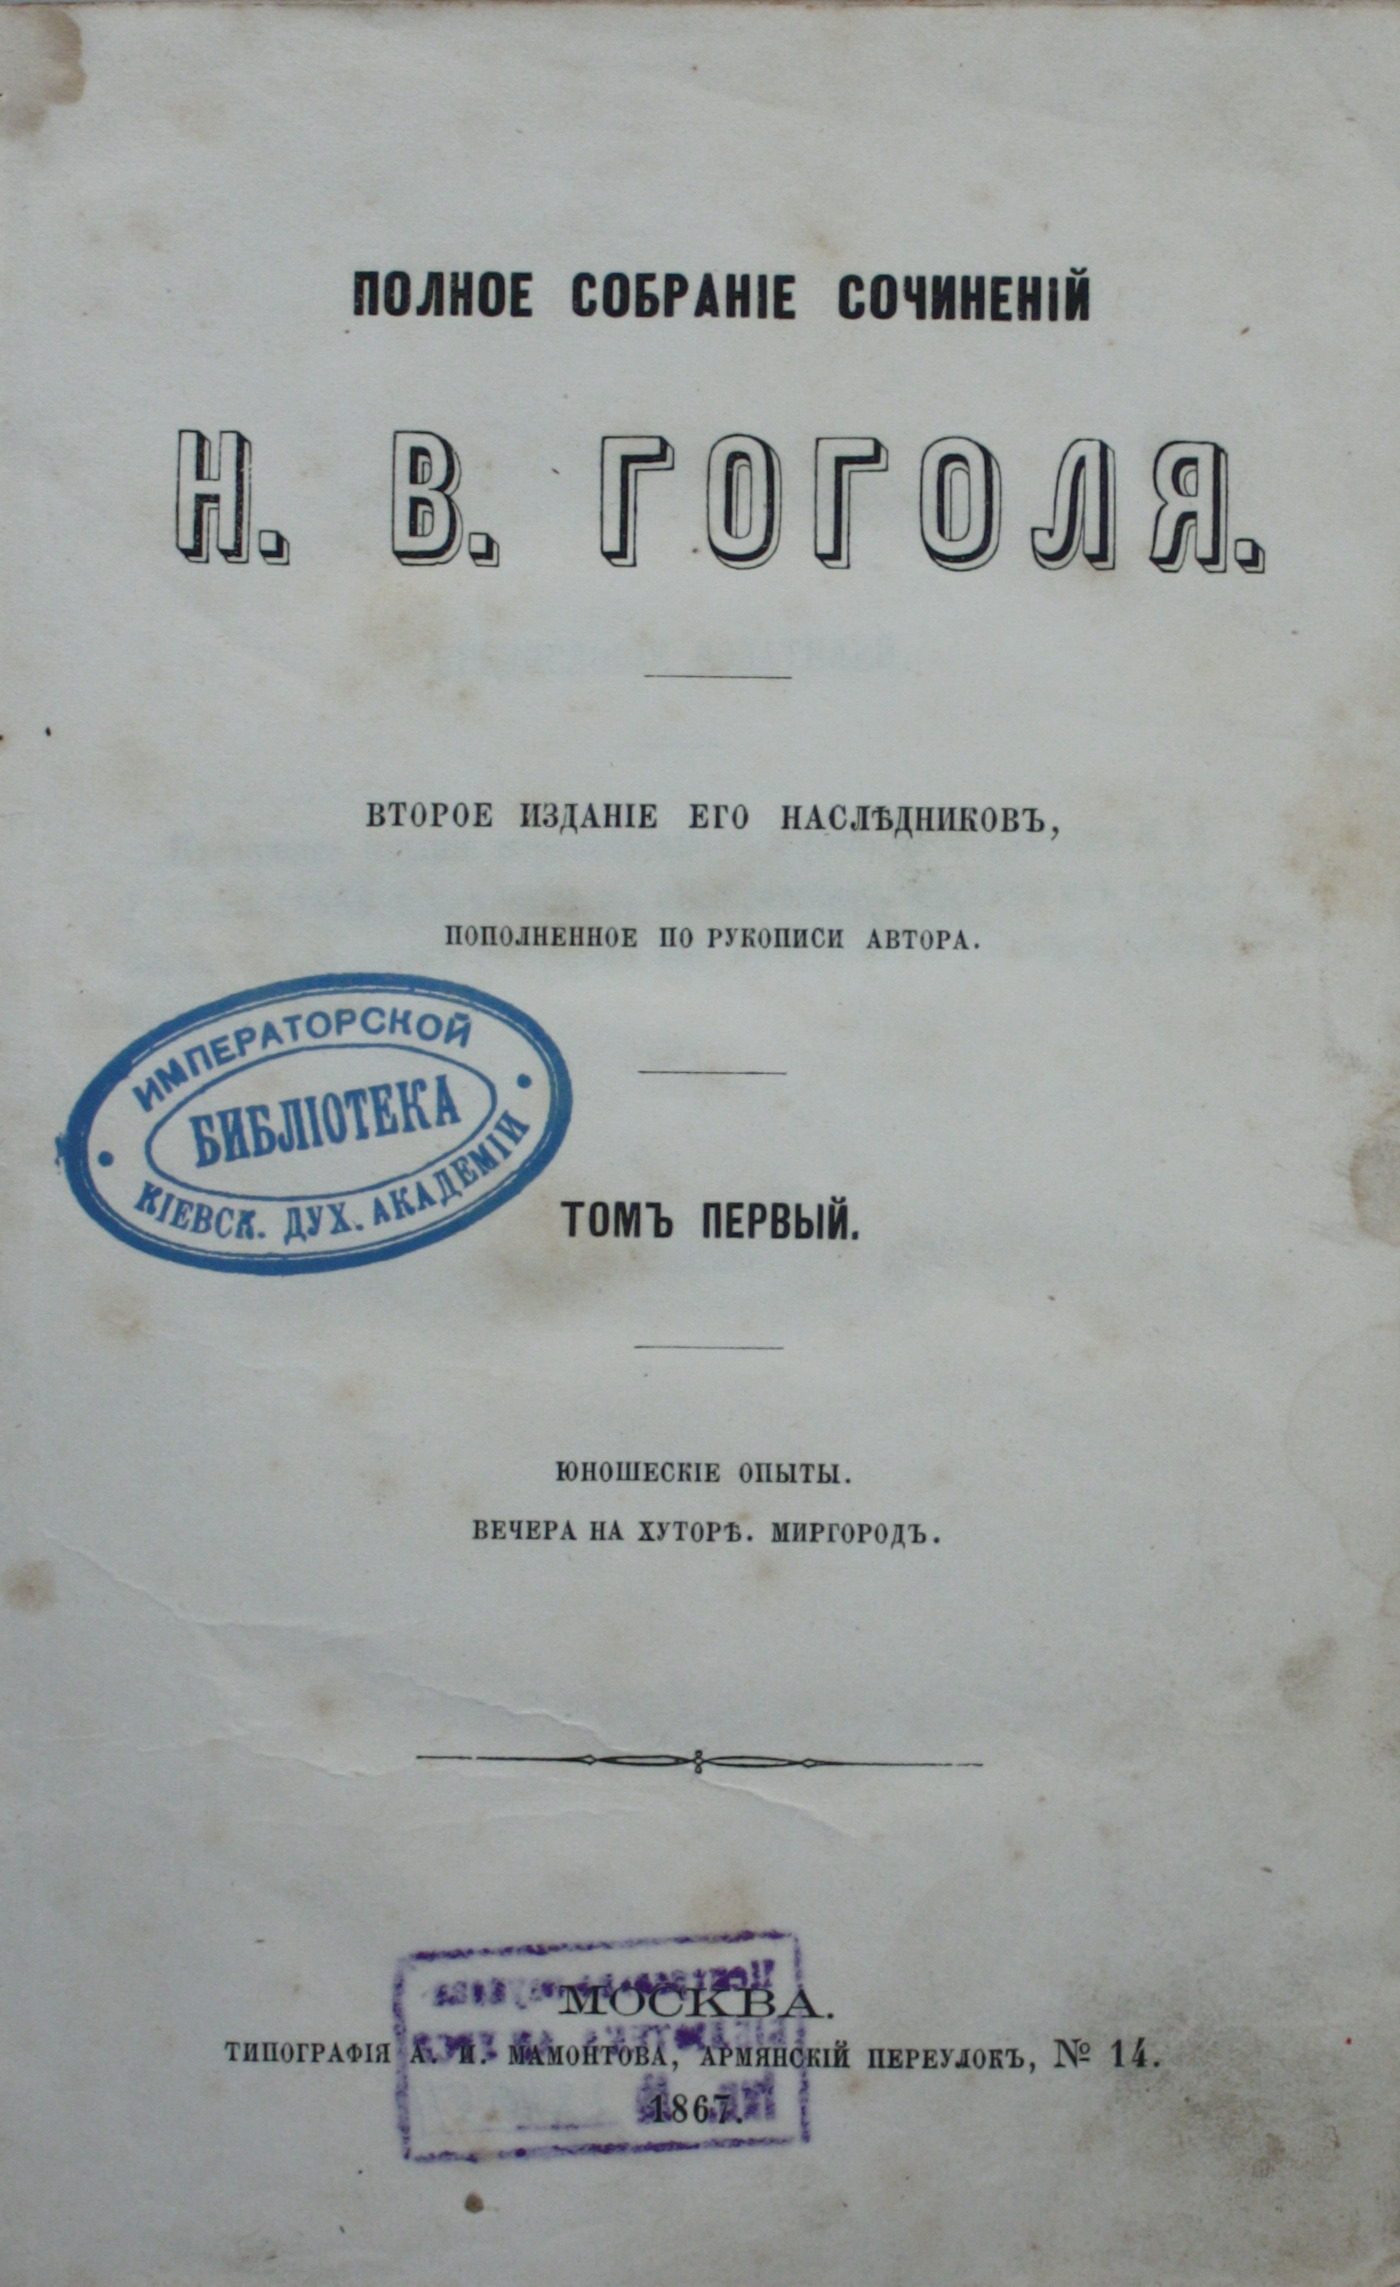 ПОЛНОЕ СОБРАНІЕ СОЧИНЕНІЙ
Н. В. ГОГОЛЯ.
ВТОРОЕ ИЗДАНІЕ ЕГО НАСЛѢДНИКОВЪ,
ПОПОЛНЕННОЕ ПО РУКОПИСИ АВТОРА.
ИМПЕРАТОРСКОЙ
БИБЛІОТЕКА
КІЕВСК. ДУХ. АКАДЕМІИ
ТОМЪ ПЕРВЫЙ.
ЮНОШЕСКІЕ ОПЫТЫ.
ВЕЧЕРА НА ХУТОРѢ. МИРГОРОДЪ.
МОСКВА.
ТИПОГРАФІЯ А. И. МАМОНТОВА, АРМЯНСКІЙ ПЕРЕУЛОКЪ, № 14.
1867.